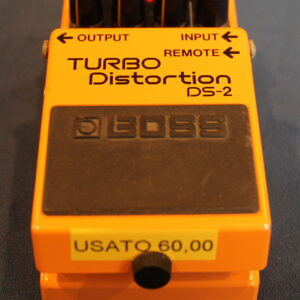 ← OUTPUT INPUT ←
REMOTE ←
TURBO
Distortion
DS-2
BOSS
USATO 60,00